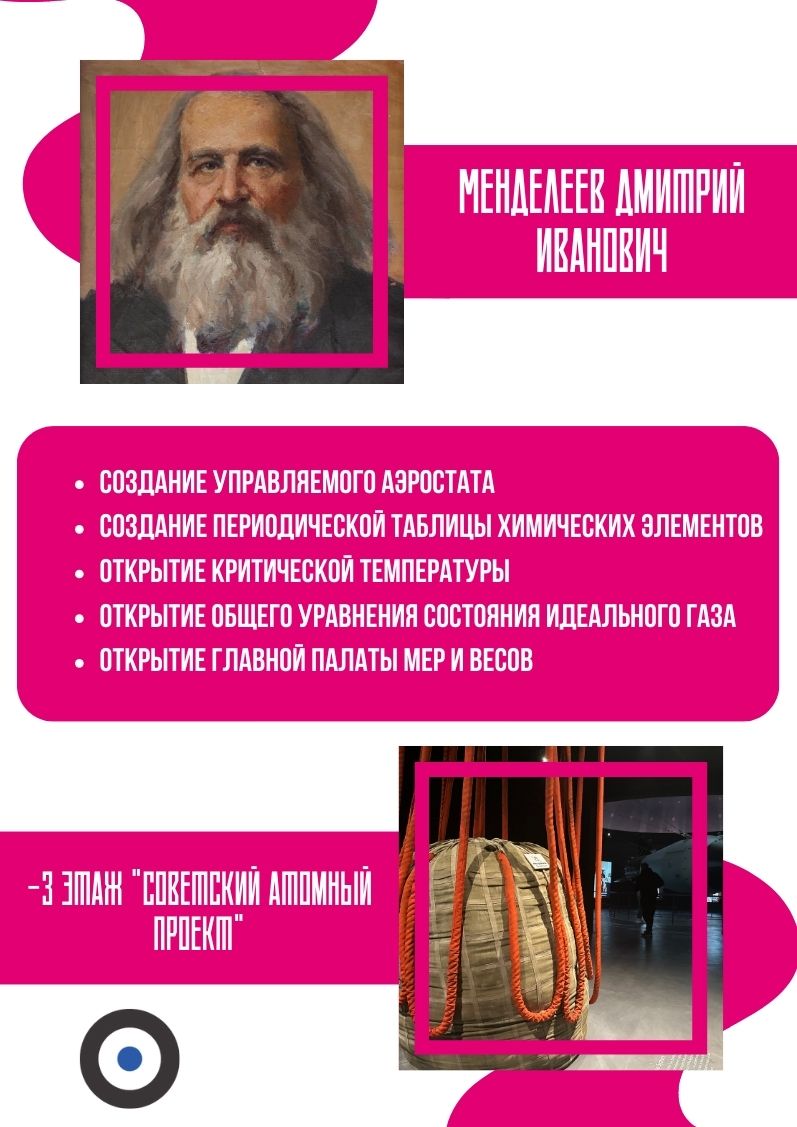 МЕНДЕЛЕЕВ ДМИТРИЙ
ИВАНОВИЧ
• СОЗДАНИЕ УПРАВЛЯЕМОГО АЭРОСТАТА
• СОЗДАНИЕ ПЕРИОДИЧЕСКОЙ ТАБЛИЦЫ ХИМИЧЕСКИХ ЭЛЕМЕНТОВ
• ОТКРЫТИЕ КРИТИЧЕСКОЙ ТЕМПЕРАТУРЫ
• ОТКРЫТИЕ ОБЩЕГО УРАВНЕНИЯ СОСТОЯНИЯ ИДЕАЛЬНОГО ГАЗА
• ОТКРЫТИЕ ГЛАВНОЙ ПАЛАТЫ МЕР И ВЕСОВ
-3 ЭТАЖ "СОВЕТСКИЙ АТОМНЫЙ
ПРОЕКТ"